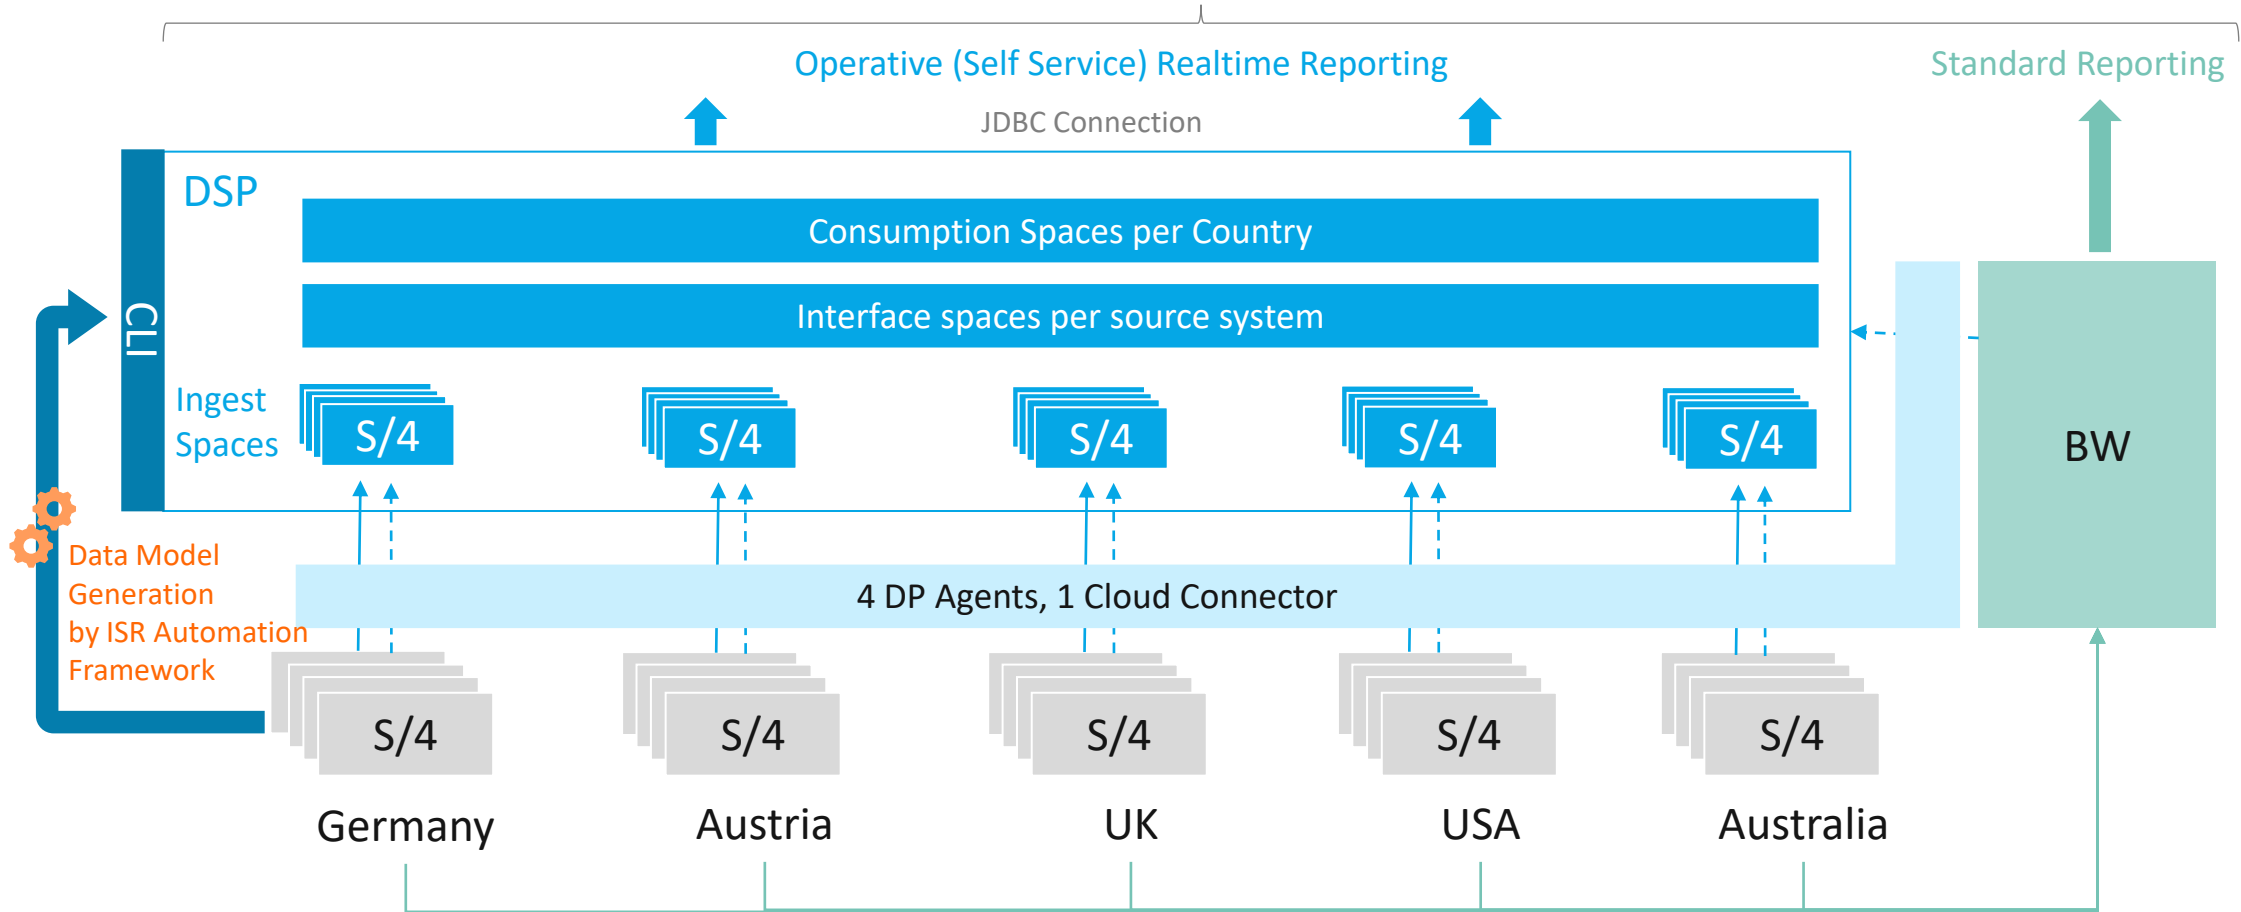 Operative (Self Service) Realtime Reporting
Standard Reporting
JDBC Connection
DSP
CLI
Consumption Spaces per Country
Interface spaces per source system
Ingest
Spaces
S/4
S/4
S/4
S/4
S/4
BW
Data Model
Generation
by ISR Automation
Framework
4 DP Agents, 1 Cloud Connector
S/4
S/4
S/4
S/4
S/4
Germany
Austria
UK
USA
Australia